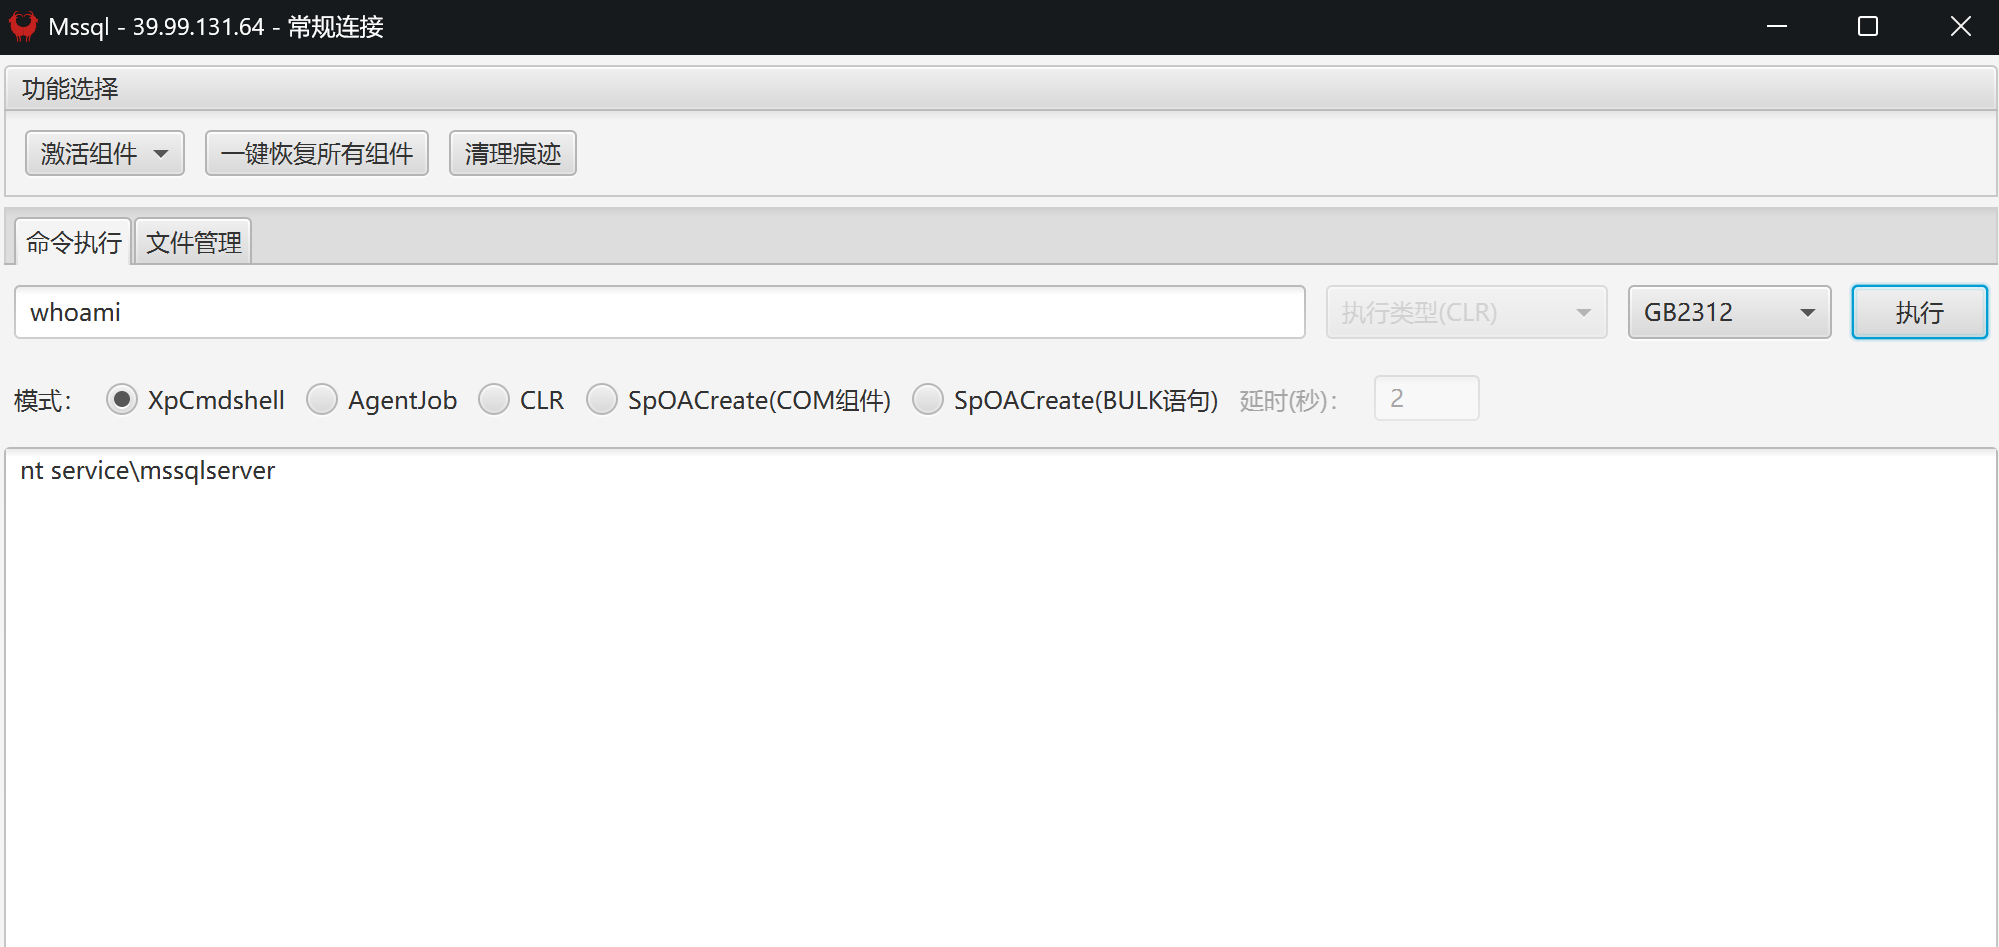 Mssql - 39.99.131.64 - 常规连接
功能选择
激活组件 一键恢复所有组件 清理痕迹
命令执行 文件管理
whoami 执行类型(CLR) GB2312 执行
模式： XpCmdshell AgentJob CLR SpOACreate(COM组件) SpOACreate(BULK语句) 延时(秒)： 2
nt service\mssqlserver